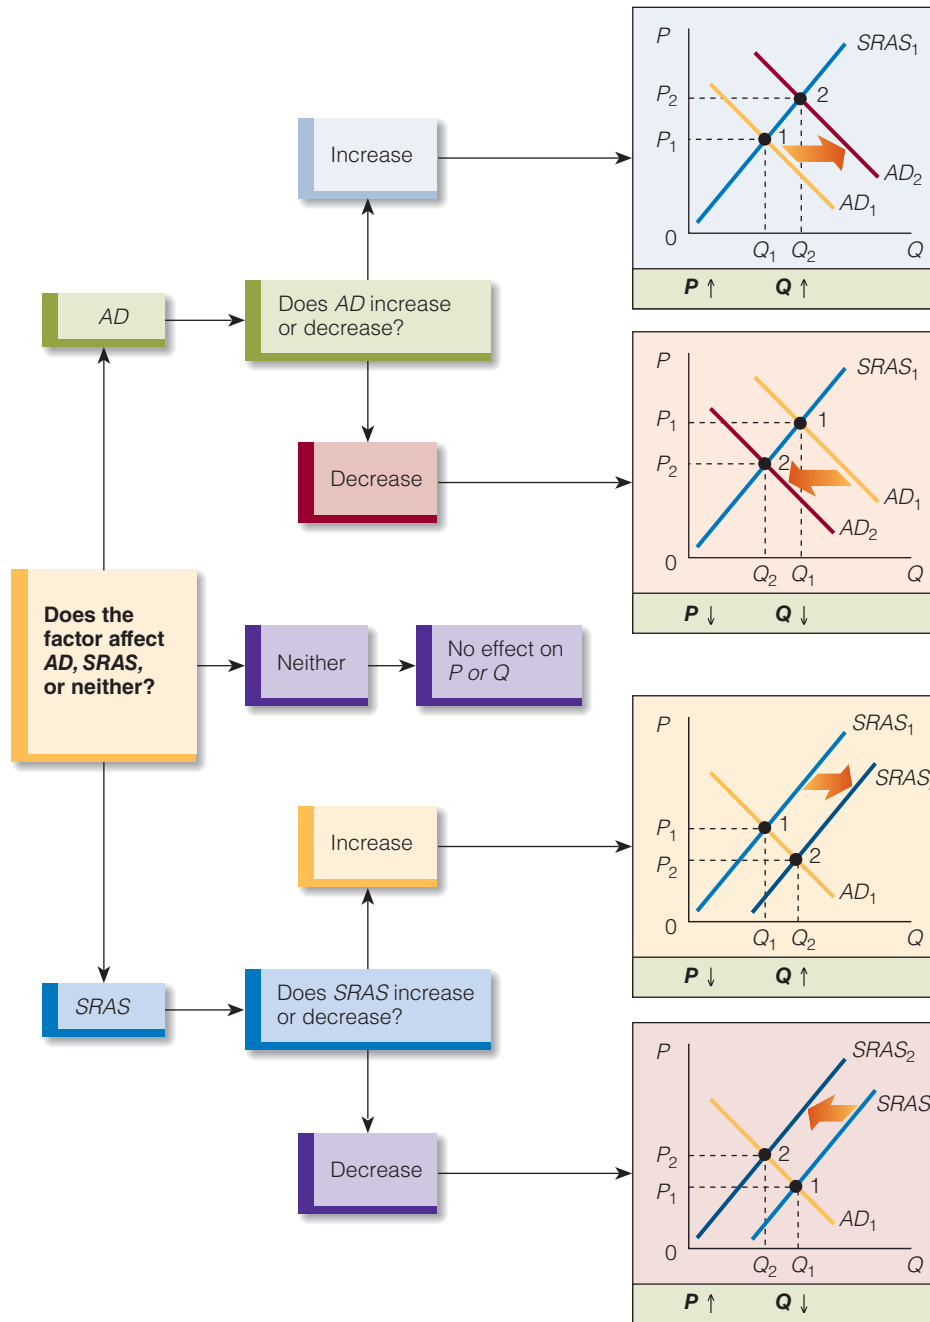 Does the
factor affect
AD, SRAS,
or neither?
AD
Does AD increase
or decrease?
Increase
P
SRAS₁
P₂
2
P₁
1
AD₂
AD₁
0
Q₁
Q₂
Q
P ↑ Q ↑
Decrease
P
SRAS₁
P₁
1
P₂
2
AD₁
AD₂
0
Q₂
Q₁
Q
P ↓ Q ↓
Neither
No effect on
P or Q
SRAS
Does SRAS increase
or decrease?
Increase
P
SRAS₁
SRAS
P₁
1
P₂
2
AD₁
0
Q₁
Q₂
Q
P ↓ Q ↑
Decrease
P
SRAS₂
SRAS
P₂
2
P₁
1
AD₁
0
Q₂
Q₁
Q
P ↑ Q ↓